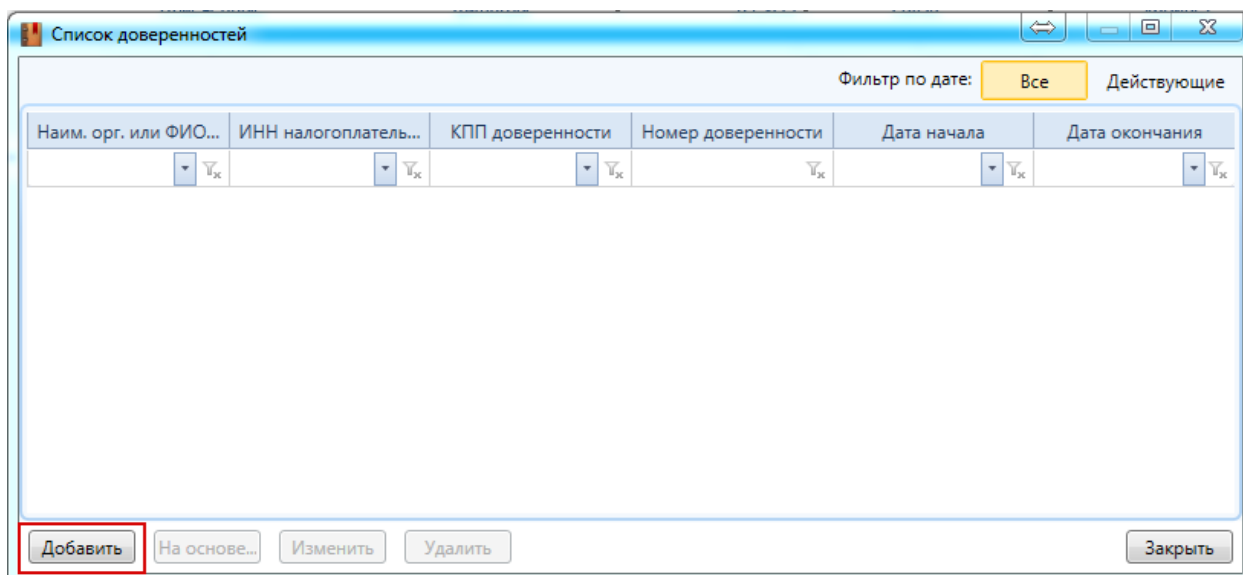 Список доверенностей
Фильтр по дате: Все Действующие
Наим. орг. или ФИО... ИНН налогоплатель... КПП доверенности Номер доверенности Дата начала Дата окончания
Добавить На основе... Изменить Удалить Закрыть